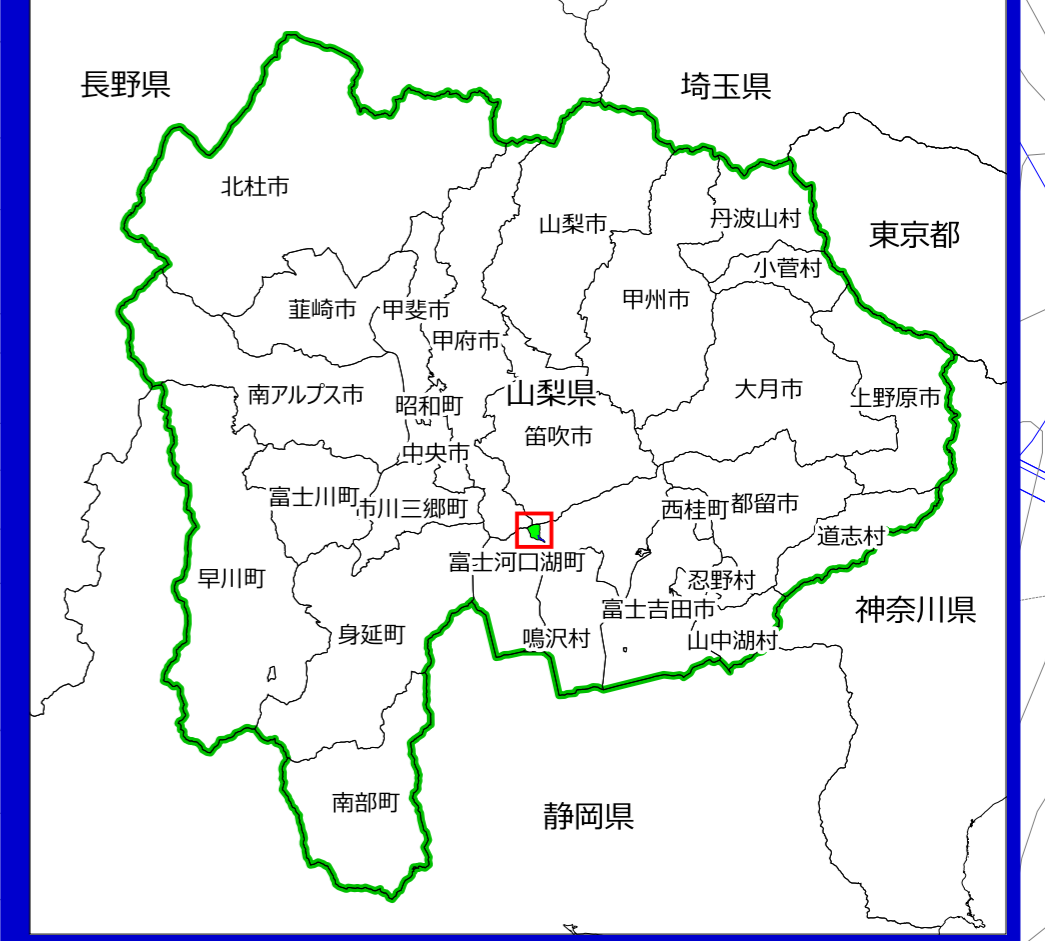 長野県
埼玉県
北杜市
丹波山村
山梨市
東京都
小菅村
甲州市
韮崎市
甲斐市
甲府市
大月市
南アルプス市
山梨県
上野原市
昭和町
笛吹市
中央市
富士川町
市川三郷町
西桂町
都留市
道志村
富士河口湖町
早川町
忍野村
富士吉田市
神奈川県
身延町
鳴沢村
山中湖村
南部町
静岡県